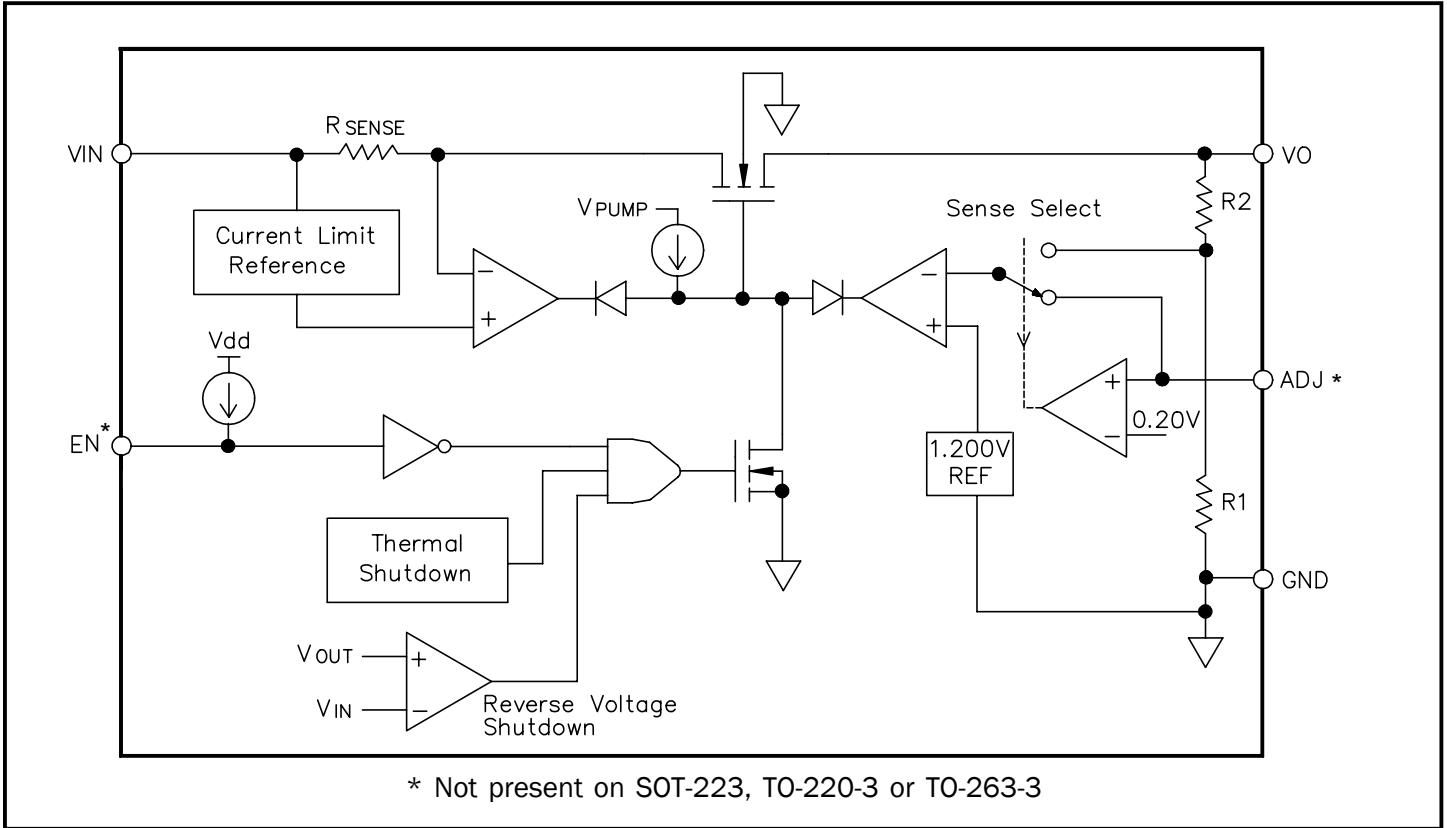 RSENSE
VIN
VO
VPUMP
Sense Select
R2
Current Limit
Reference
−
+
−
+
Vdd
EN*
+
−
0.20V
ADJ *
1.200V
REF
R1
Thermal
Shutdown
GND
VOUT
+
VIN
−
Reverse Voltage
Shutdown
* Not present on SOT-223, TO-220-3 or TO-263-3